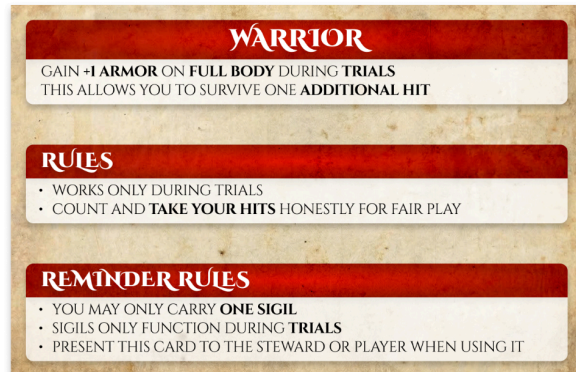 WARRIOR
GAIN +1 ARMOR ON FULL BODY DURING TRIALS
THIS ALLOWS YOU TO SURVIVE ONE ADDITIONAL HIT
RULES
• WORKS ONLY DURING TRIALS
• COUNT AND TAKE YOUR HITS HONESTLY FOR FAIR PLAY
REMINDER RULES
• YOU MAY ONLY CARRY ONE SIGIL
• SIGILS ONLY FUNCTION DURING TRIALS
• PRESENT THIS CARD TO THE STEWARD OR PLAYER WHEN USING IT